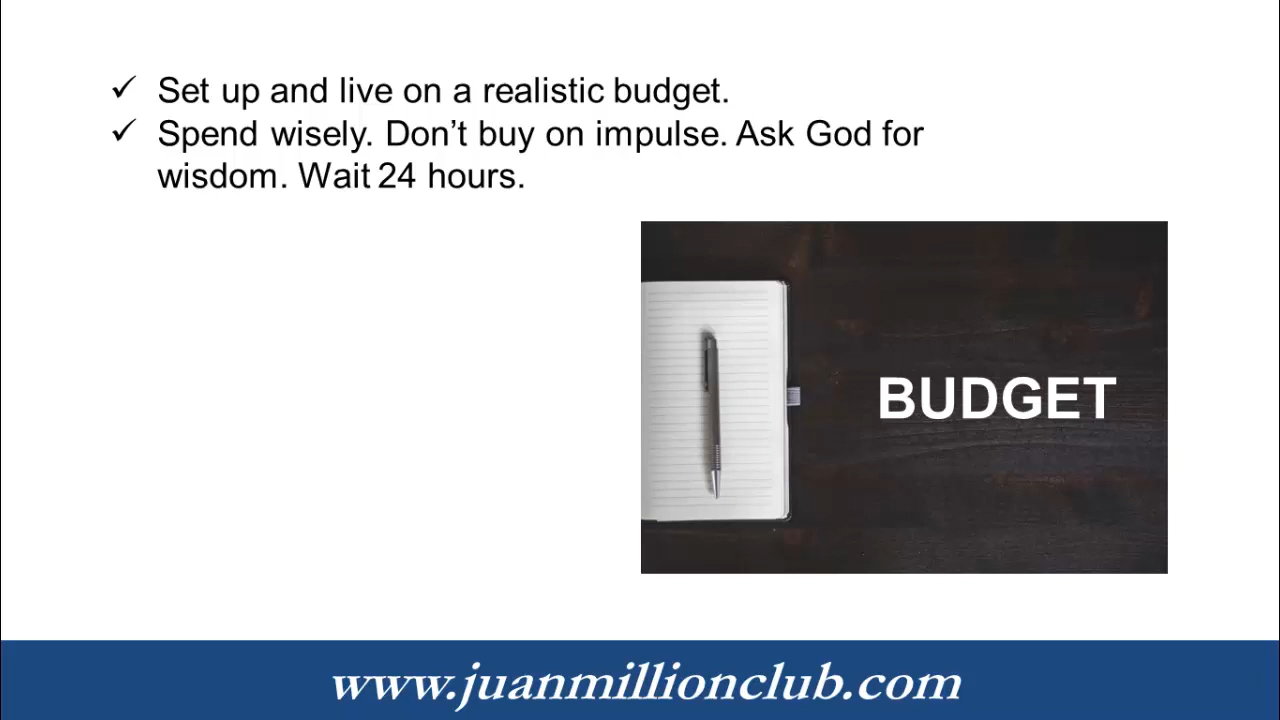 ✓ Set up and live on a realistic budget.
✓ Spend wisely. Don’t buy on impulse. Ask God for
wisdom. Wait 24 hours.
BUDGET
www.juanmillionclub.com